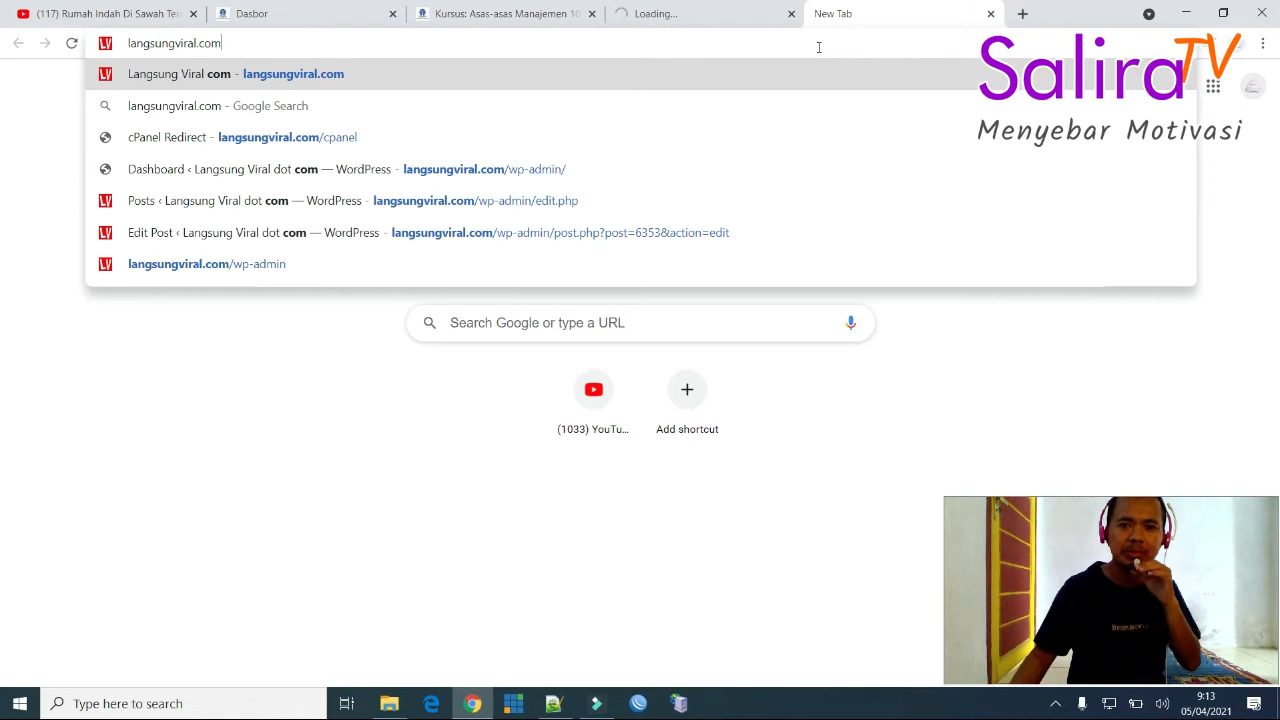 (117) Rumah Indah Di Sawah Ten
Dasbor
Kursus: Asas-asas Manajemen 10
Loading...
New Tab
langsungviral.com
Langsung Viral com - langsungviral.com
langsungviral.com - Google Search
cPanel Redirect - langsungviral.com/cpanel
Dashboard ‹ Langsung Viral dot com — WordPress - langsungviral.com/wp-admin/
Posts ‹ Langsung Viral dot com — WordPress - langsungviral.com/wp-admin/edit.php
Edit Post ‹ Langsung Viral dot com — WordPress - langsungviral.com/wp-admin/post.php?post=6353&action=edit
langsungviral.com/wp-admin
Salira TV
Menyebar Motivasi
Search Google or type a URL
(1033) YouTu...
Add shortcut
Type here to search
9:13
05/04/2021